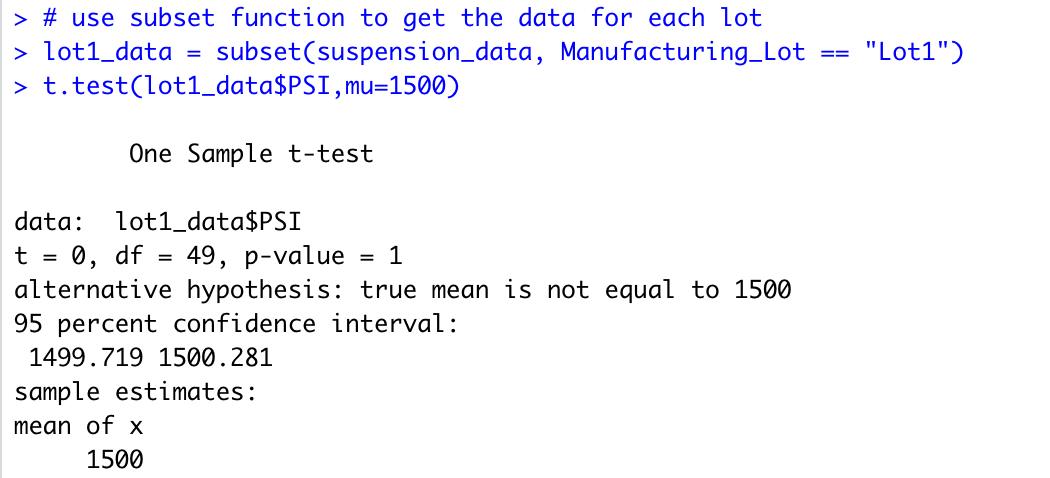 > # use subset function to get the data for each lot
> lot1_data = subset(suspension_data, Manufacturing_Lot == "Lot1")
> t.test(lot1_data$PSI,mu=1500)
One Sample t-test
data:  lot1_data$PSI
t = 0, df = 49, p-value = 1
alternative hypothesis: true mean is not equal to 1500
95 percent confidence interval:
1499.719 1500.281
sample estimates:
mean of x
1500